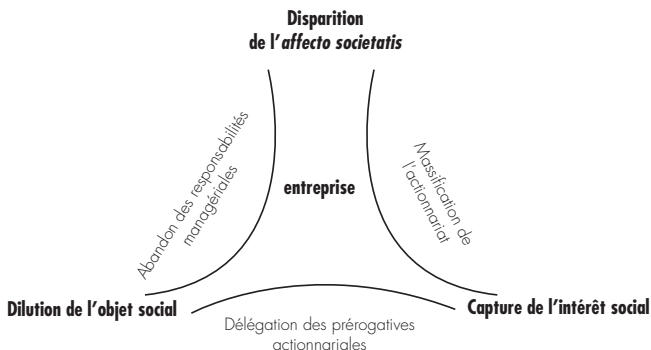 Disparition
de l'affecto societatis
Abandon des responsabilités
managériales
Massification de
l'actionnariat
entreprise
Dilution de l'objet social
Capture de l'intérêt social
Délégation des prérogatives
actionnariales